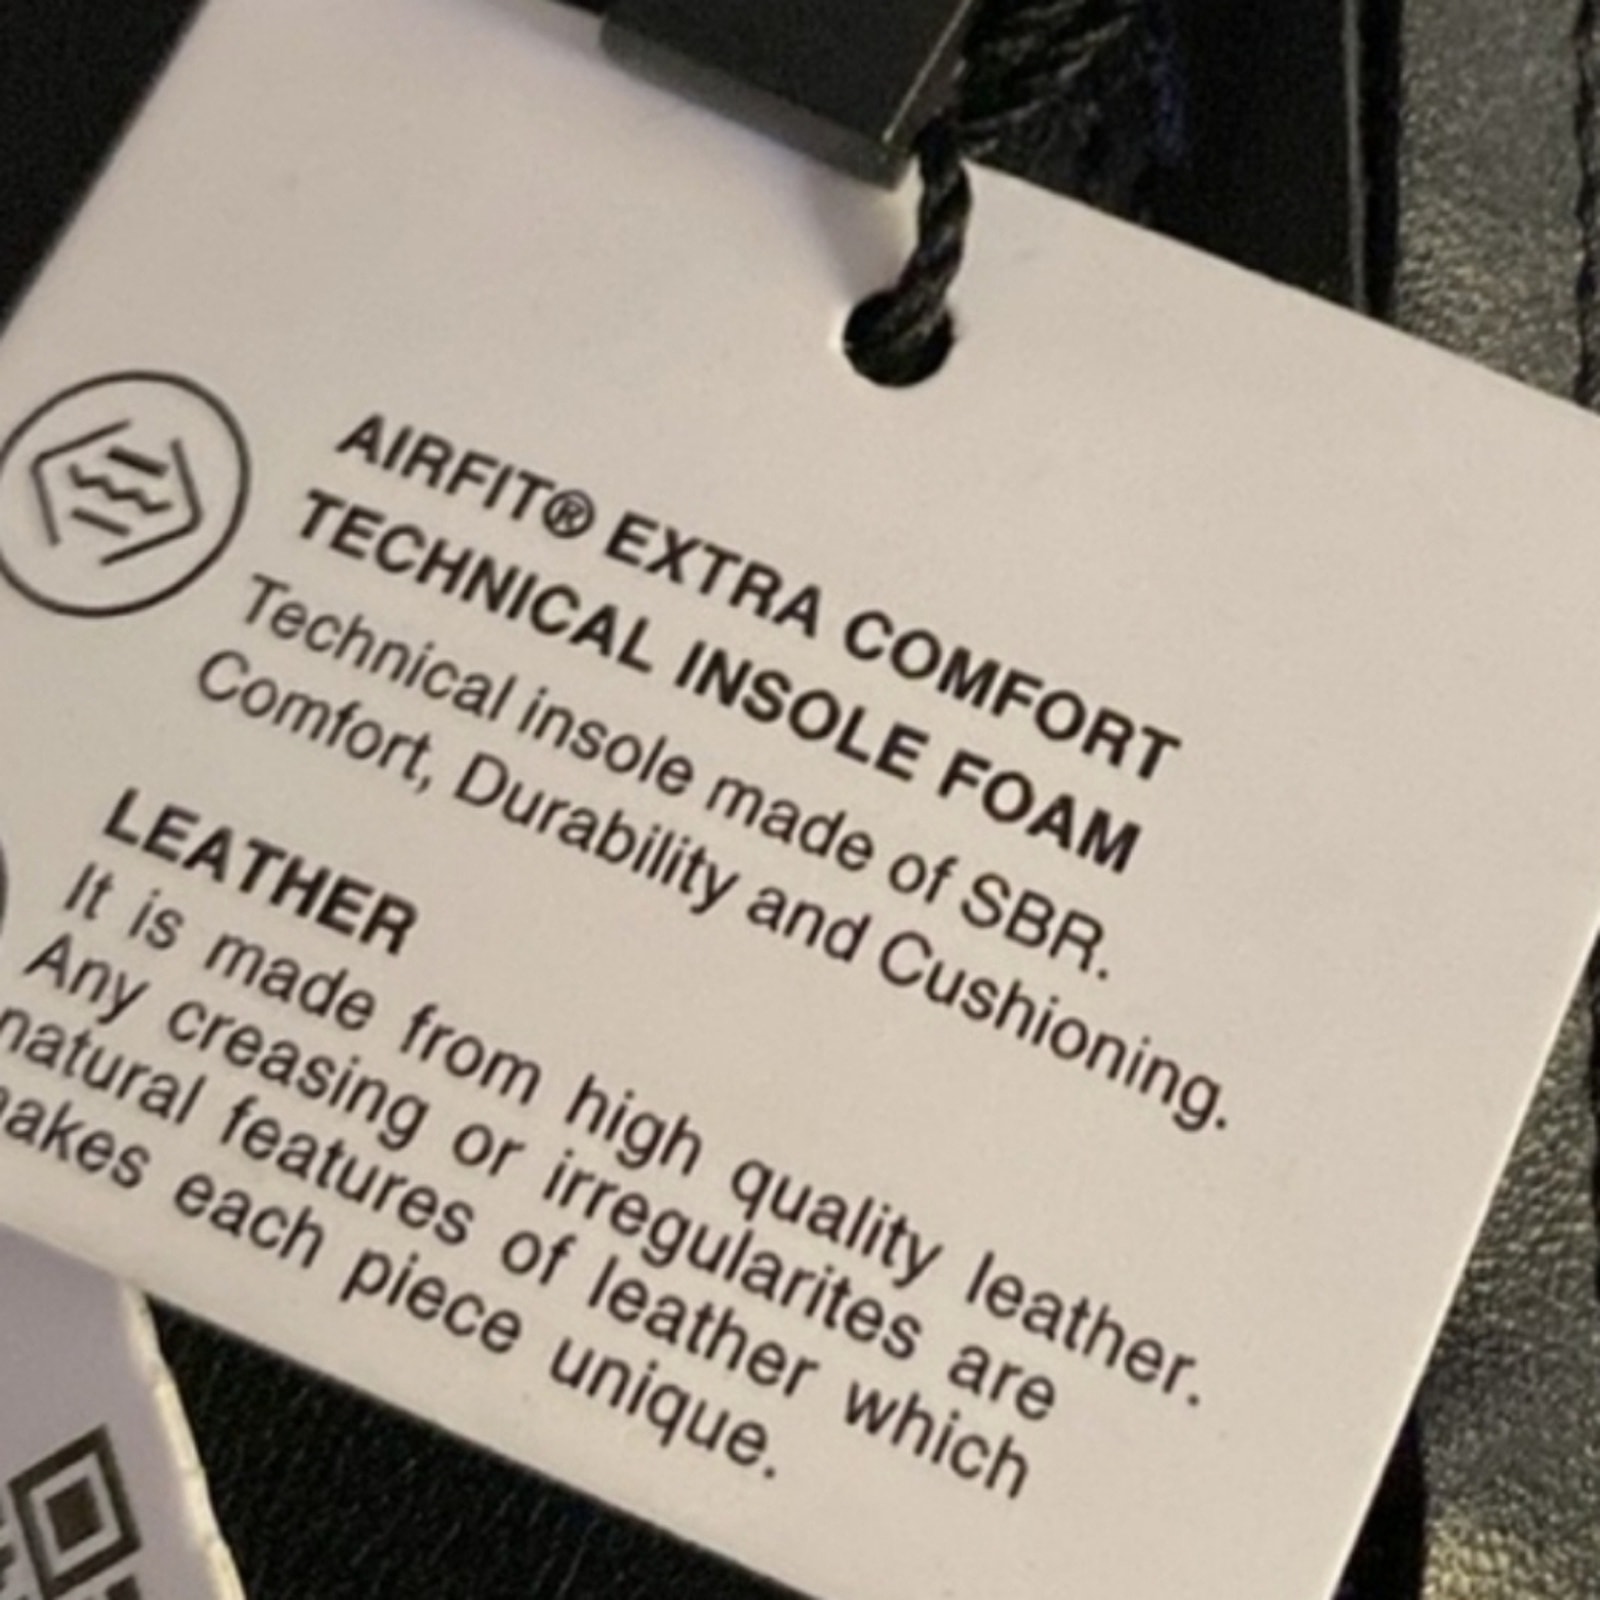 AIRFIT® EXTRA COMFORT
TECHNICAL INSOLE FOAM
Technical insole made of SBR.
Comfort, Durability and Cushioning.
LEATHER
It is made from high quality leather.
Any creasing or irregularites are
natural features of leather which
makes each piece unique.